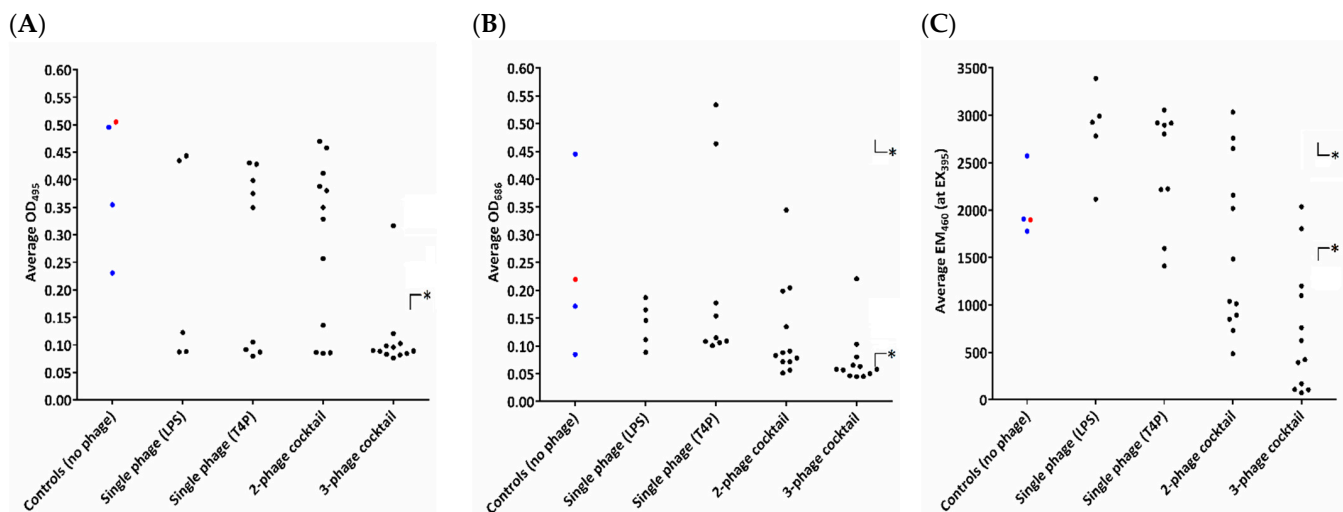 (A)
Average OD495
0.60
0.55
0.50
0.45
0.40
0.35
0.30
0.25
0.20
0.15
0.10
0.05
0.00
*
Controls (no phage)
Single phage (LPS)
Single phage (T4P)
2-phage cocktail
3-phage cocktail
(B)
Average OD686
0.60
0.55
0.50
0.45
0.40
0.35
0.30
0.25
0.20
0.15
0.10
0.05
0.00
*
*
Controls (no phage)
Single phage (LPS)
Single phage (T4P)
2-phage cocktail
3-phage cocktail
(C)
Average EM460 (at EX395)
3500
3000
2500
2000
1500
1000
500
0
*
*
Controls (no phage)
Single phage (LPS)
Single phage (T4P)
2-phage cocktail
3-phage cocktail